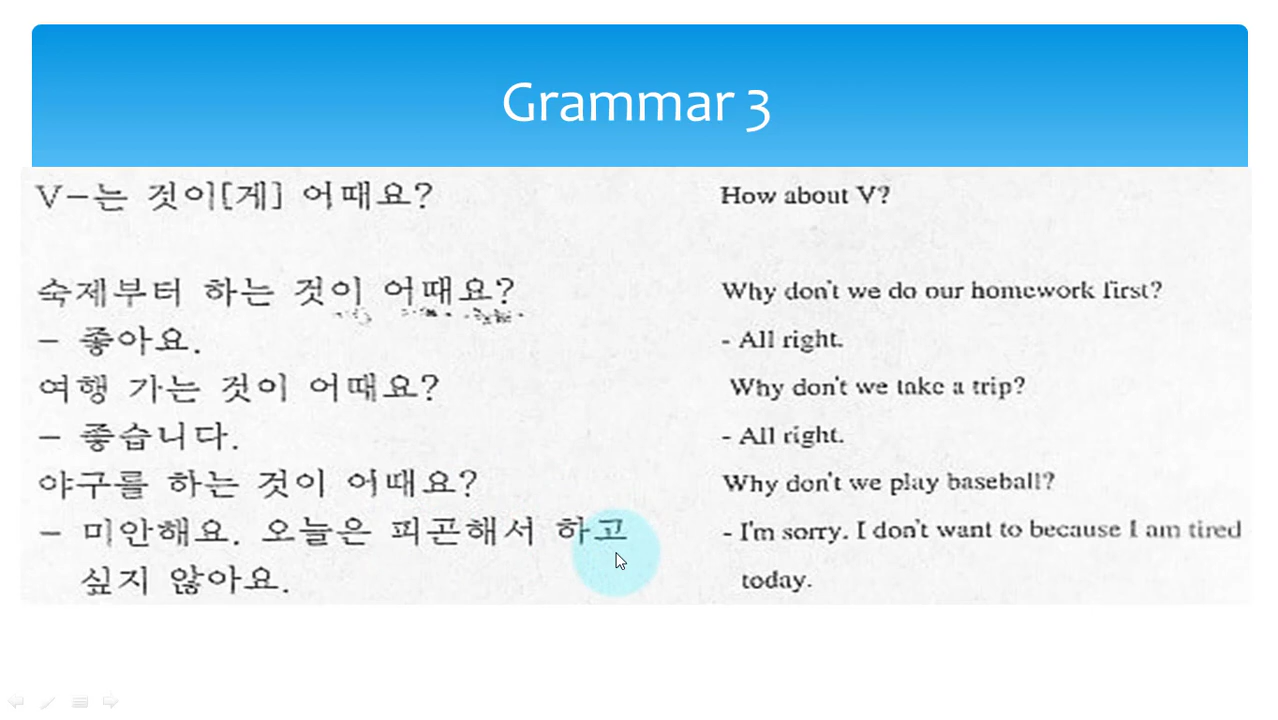 Grammar 3
V-는 것이[게] 어때요? How about V?
숙제부터 하는 것이 어때요? Why don't we do our homework first?
- 좋아요. - All right.
여행 가는 것이 어때요? Why don't we take a trip?
- 좋습니다. - All right.
야구를 하는 것이 어때요? Why don't we play baseball?
- 미안해요. 오늘은 피곤해서 하고 - I'm sorry. I don't want to because I am tired
싶지 않아요. today.